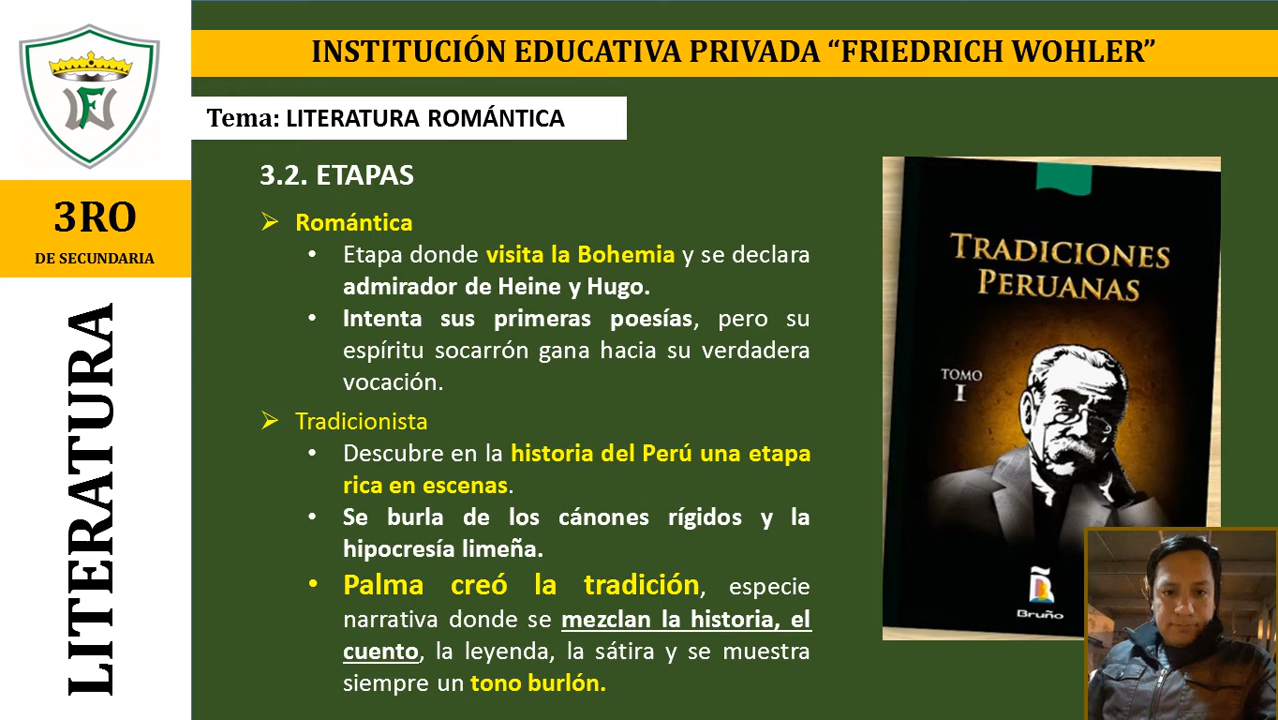 INSTITUCIÓN EDUCATIVA PRIVADA “FRIEDRICH WOHLER”
F
3RO
DE SECUNDARIA
LITERATURA
Tema: LITERATURA ROMÁNTICA
3.2. ETAPAS
Romántica
Etapa donde visita la Bohemia y se declara
admirador de Heine y Hugo.
Intenta sus primeras poesías, pero su
espíritu socarrón gana hacia su verdadera
vocación.
Tradicionista
Descubre en la historia del Perú una etapa
rica en escenas.
Se burla de los cánones rígidos y la
hipocresía limeña.
Palma creó la tradición, especie
narrativa donde se mezclan la historia, el
cuento, la leyenda, la sátira y se muestra
siempre un tono burlón.
TRADICIONES
PERUANAS
TOMO
I
Bruño